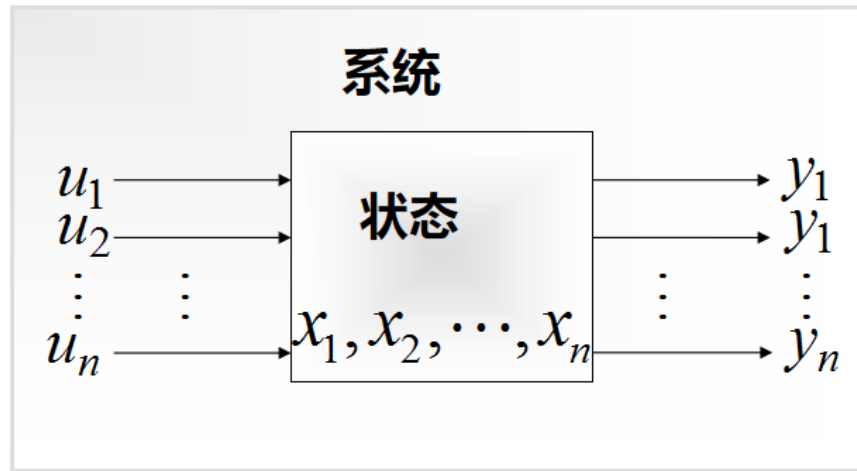 系统
u₁ y₁
状态
u₂ y₁
⋮ ⋮ ⋮ ⋮
uₙ x₁, x₂, ⋯, xₙ yₙ